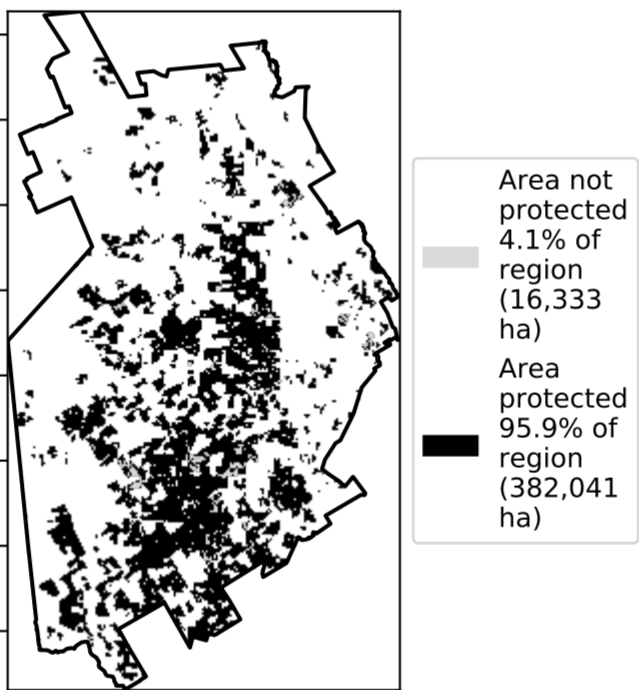 Area not
protected
4.1% of
region
(16,333
ha)
Area
protected
95.9% of
region
(382,041
ha)